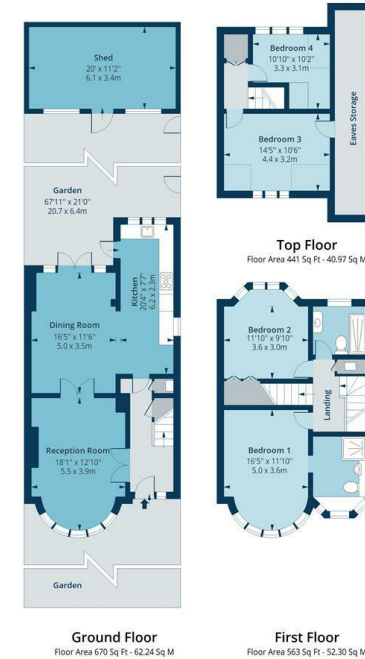 Shed
20' x 11'2"
6.1 x 3.4m
Garden
67'11" x 21'0"
20.7 x 6.4m
Kitchen
20'4" x 7'7"
6.2 x 2.3m
Dining Room
16'5" x 11'6"
5.0 x 3.5m
Reception Room
18'1" x 12'10"
5.5 x 3.9m
Garden
Ground Floor
Floor Area 670 Sq Ft - 62.24 Sq M
Bedroom 4
10'10" x 10'2"
3.3 x 3.1m
Bedroom 3
14'5" x 10'6"
4.4 x 3.2m
Eaves Storage
Top Floor
Floor Area 441 Sq Ft - 40.97 Sq M
Bedroom 2
11'10" x 9'10"
3.6 x 3.0m
Landing
Bedroom 1
16'5" x 11'10"
5.0 x 3.6m
First Floor
Floor Area 563 Sq Ft - 52.30 Sq M